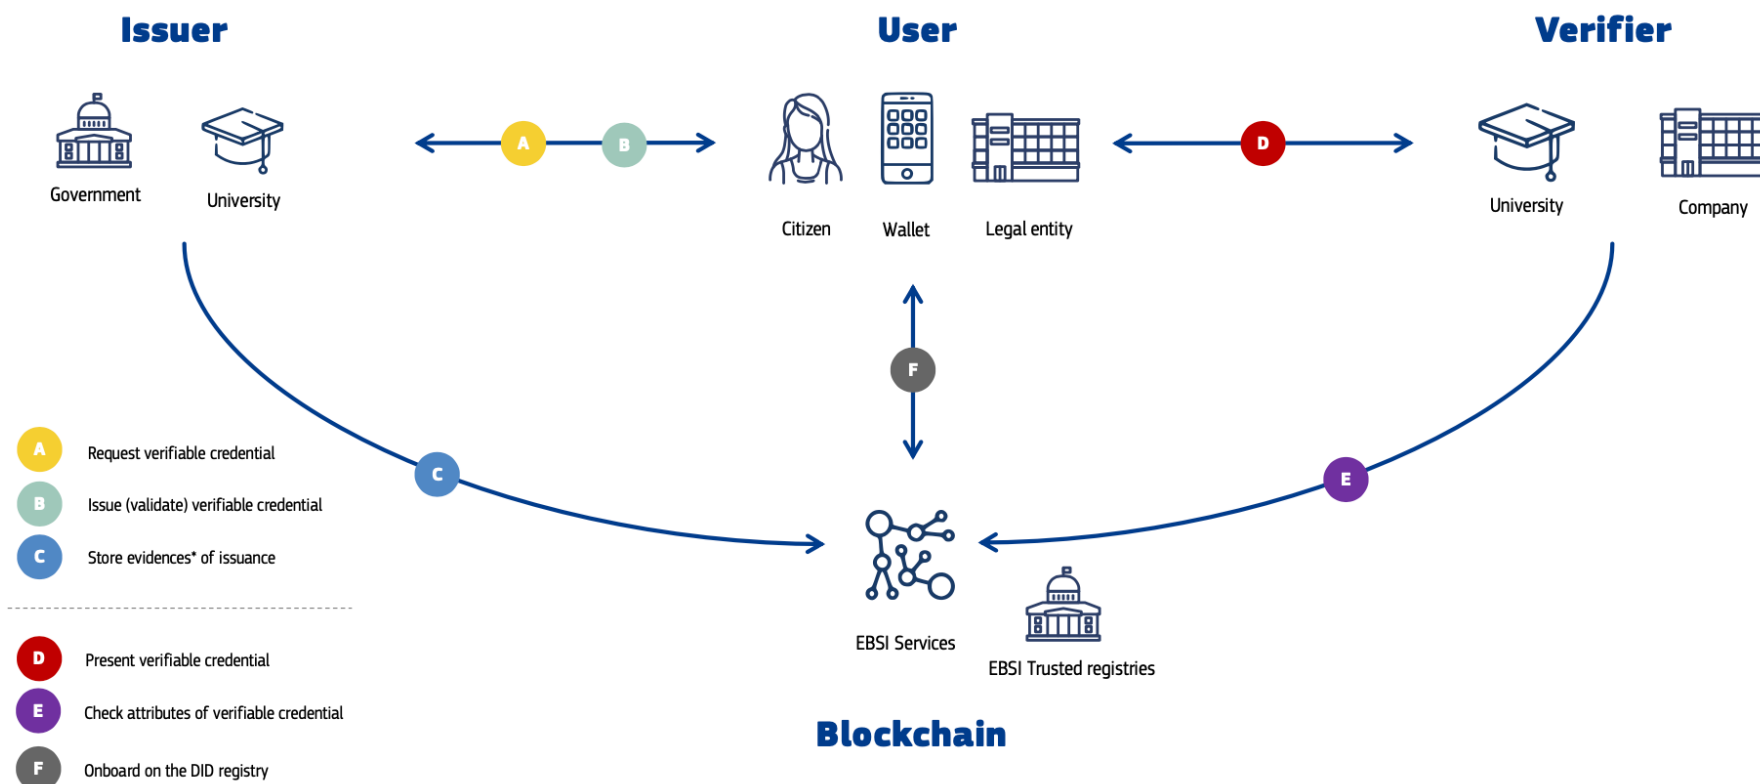 Issuer
User
Verifier
A
B
D
Government
University
Citizen
Wallet
Legal entity
University
Company
F
A Request verifiable credential
B Issue (validate) verifiable credential
C Store evidences* of issuance
C
E
EBSI Services
EBSI Trusted registries
D Present verifiable credential
E Check attributes of verifiable credential
F Onboard on the DID registry
Blockchain